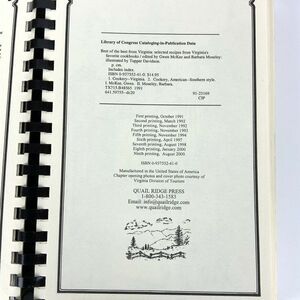 Library of Congress Cataloging-in-Publication Data
Best of the best from Virginia: selected recipes from Virginia's
favorite cookbooks / edited by Gwen McKee and Barbara Moseley;
illustrated by Tupper Davidson.
p. cm.
Includes index.
ISBN 0-937552-41-0: $14.95
1. Cookery--Virginia. 2. Cookery, American--Southern style.
I. McKee, Gwen. II. Moseley, Barbara.
TX715.B48565 1991
641.59755--dc20 91-23169
CIP
First printing, October 1991
Second printing, March 1992
Third printing, November 1992
Fourth printing, November 1993
Fifth printing, November 1994
Sixth printing, April 1997
Seventh printing, August 1998
Eighth printing, January 2000
Ninth printing, August 2000
ISBN 0-937552-41-0
Manufactured in the United States of America
Chapter opening photos and cover photo courtesy of
Virginia Division of Tourism
QUAIL RIDGE PRESS
1-800-343-1583
Email: info@quailridge.com
www.quailridge.com